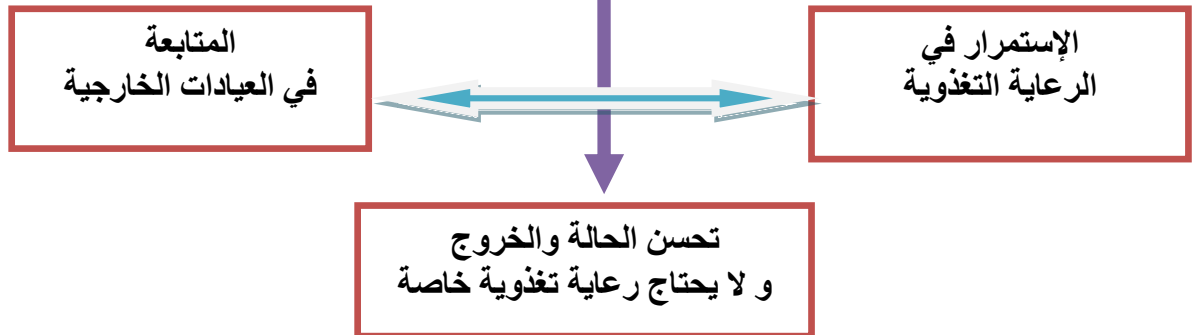 الإستمرار في
الرعاية التغذوية
المتابعة
في العيادات الخارجية
تحسن الحالة والخروج
و لا يحتاج رعاية تغذوية خاصة